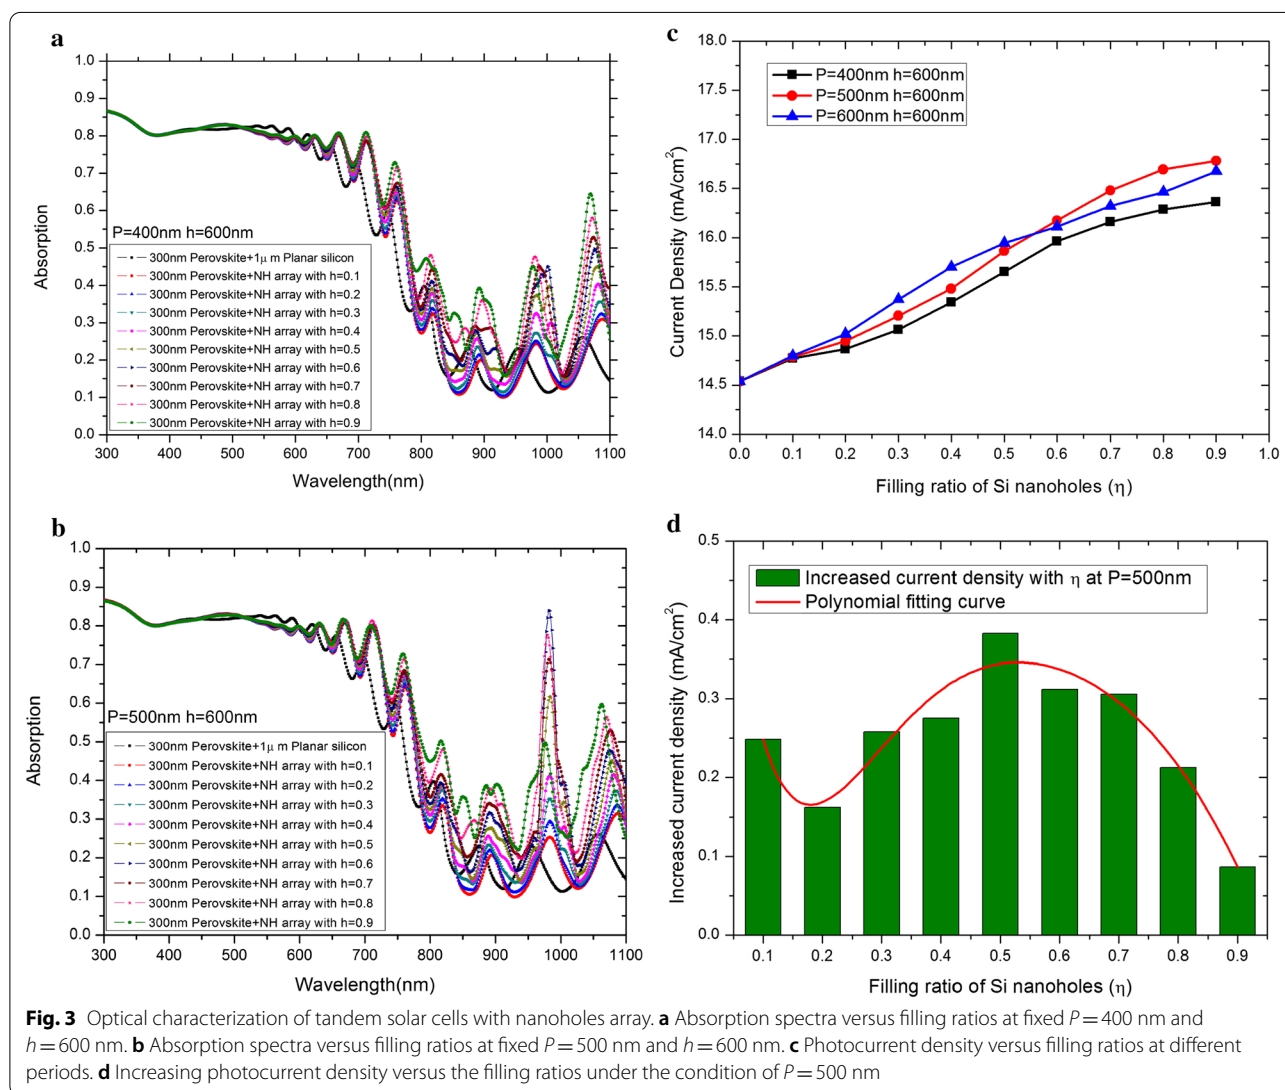 a
1.0
0.9
0.8
0.7
0.6
0.5
0.4
0.3
0.2
0.1
0.0
Absorption
P=400nm h=600nm
300nm Perovskite+1μ m Planar silicon
300nm Perovskite+NH array with h=0.1
300nm Perovskite+NH array with h=0.2
300nm Perovskite+NH array with h=0.3
300nm Perovskite+NH array with h=0.4
300nm Perovskite+NH array with h=0.5
300nm Perovskite+NH array with h=0.6
300nm Perovskite+NH array with h=0.7
300nm Perovskite+NH array with h=0.8
300nm Perovskite+NH array with h=0.9
300 400 500 600 700 800 900 1000 1100
Wavelength(nm)
c
18.0
17.5
17.0
16.5
16.0
15.5
15.0
14.5
14.0
Current Density (mA/cm²)
P=400nm h=600nm
P=500nm h=600nm
P=600nm h=600nm
0.0 0.1 0.2 0.3 0.4 0.5 0.6 0.7 0.8 0.9 1.0
Filling ratio of Si nanoholes (η)
b
1.0
0.9
0.8
0.7
0.6
0.5
0.4
0.3
0.2
0.1
0.0
Absorption
P=500nm h=600nm
300nm Perovskite+1μ m Planar silicon
300nm Perovskite+NH array with h=0.1
300nm Perovskite+NH array with h=0.2
300nm Perovskite+NH array with h=0.3
300nm Perovskite+NH array with h=0.4
300nm Perovskite+NH array with h=0.5
300nm Perovskite+NH array with h=0.6
300nm Perovskite+NH array with h=0.7
300nm Perovskite+NH array with h=0.8
300nm Perovskite+NH array with h=0.9
300 400 500 600 700 800 900 1000 1100
Wavelength(nm)
d
0.5
0.4
0.3
0.2
0.1
0.0
Increased current density (mA/cm²)
Increased current density with η at P=500nm
Polynomial fitting curve
0.1 0.2 0.3 0.4 0.5 0.6 0.7 0.8 0.9
Filling ratio of Si nanoholes (η)
Fig. 3 Optical characterization of tandem solar cells with nanoholes array. a Absorption spectra versus filling ratios at fixed P = 400 nm and
h = 600 nm. b Absorption spectra versus filling ratios at fixed P = 500 nm and h = 600 nm. c Photocurrent density versus filling ratios at different
periods. d Increasing photocurrent density versus the filling ratios under the condition of P = 500 nm